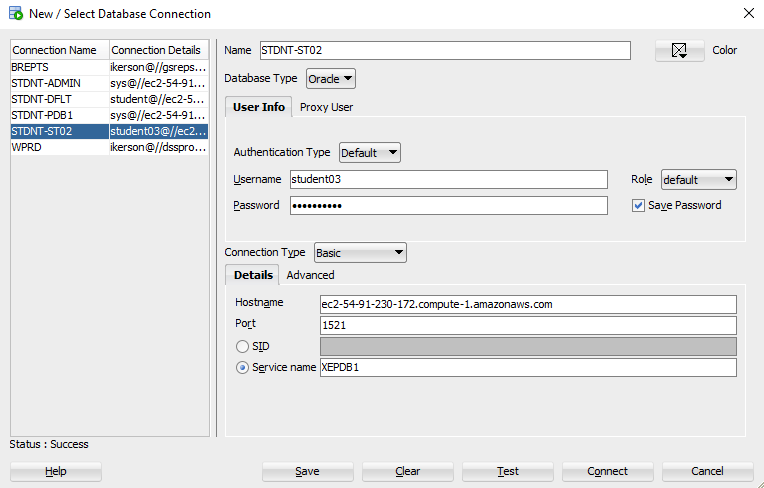 New / Select Database Connection
Connection Name Connection Details
BREPTS ikerson@//gsreps...
STDNT-ADMIN sys@//ec2-54-91...
STDNT-DFLT student@//ec2-5...
STDNT-PDB1 sys@//ec2-54-91...
STDNT-ST02 student03@//ec2...
WPRD ikerson@//dsspro...
Name STDNT-ST02 Color
Database Type Oracle
User Info Proxy User
Authentication Type Default
Username student03 Role default
Password •••••••••• Save Password
Connection Type Basic
Details Advanced
Hostname ec2-54-91-230-172.compute-1.amazonaws.com
Port 1521
SID
Service name XEPDB1
Status : Success
Help Save Clear Test Connect Cancel